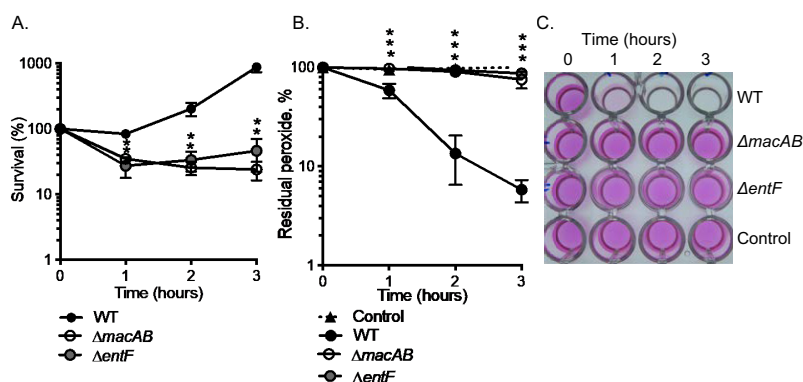 A.
Survival (%)
1000
100
10
1
**
**
**
0 1 2 3
Time (hours)
WT
ΔmacAB
ΔentF
B.
Residual peroxide, %
100
10
1
***
***
***
0 1 2 3
Time (hours)
Control
WT
ΔmacAB
ΔentF
C.
Time (hours)
0 1 2 3
WT
ΔmacAB
ΔentF
Control